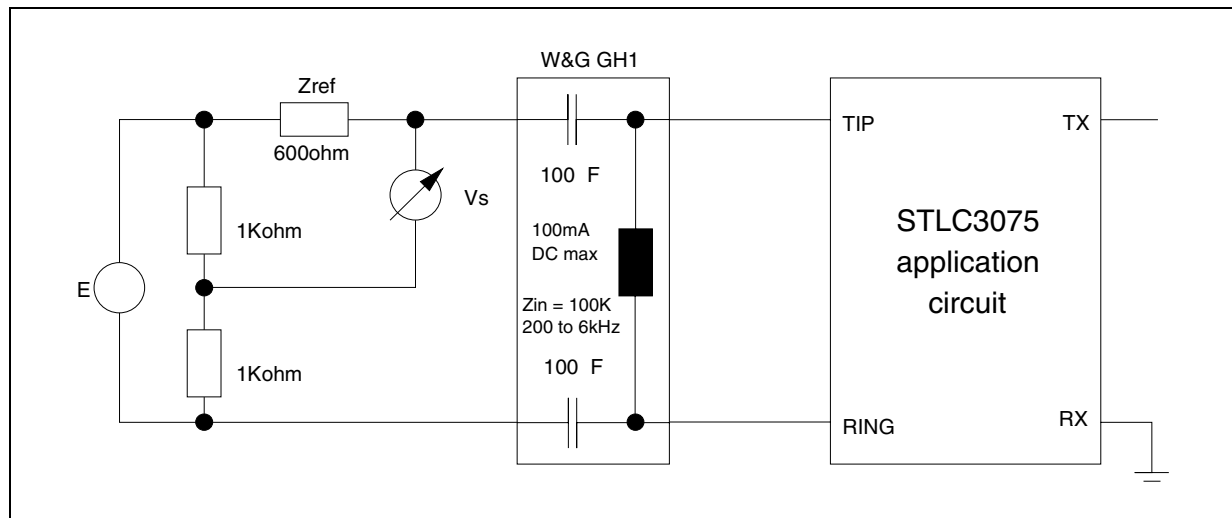 W&G GH1
Zref
600ohm
TIP
TX
100 F
Vs
1Kohm
100mA
DC max
STLC3075
application
circuit
E
Zin = 100K
200 to 6kHz
100 F
1Kohm
RING
RX